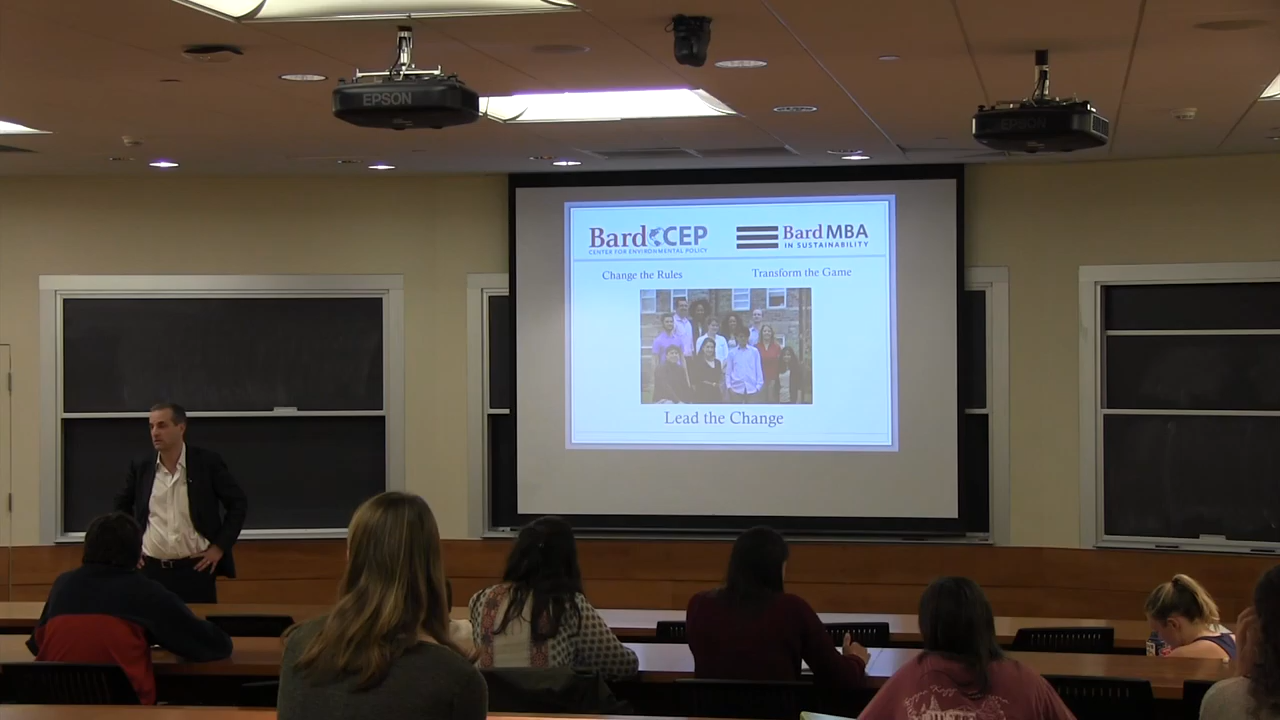 EPSON
EPSON
Bard CEP
CENTER FOR ENVIRONMENTAL POLICY
Bard MBA
IN SUSTAINABILITY
Change the Rules
Transform the Game
Lead the Change